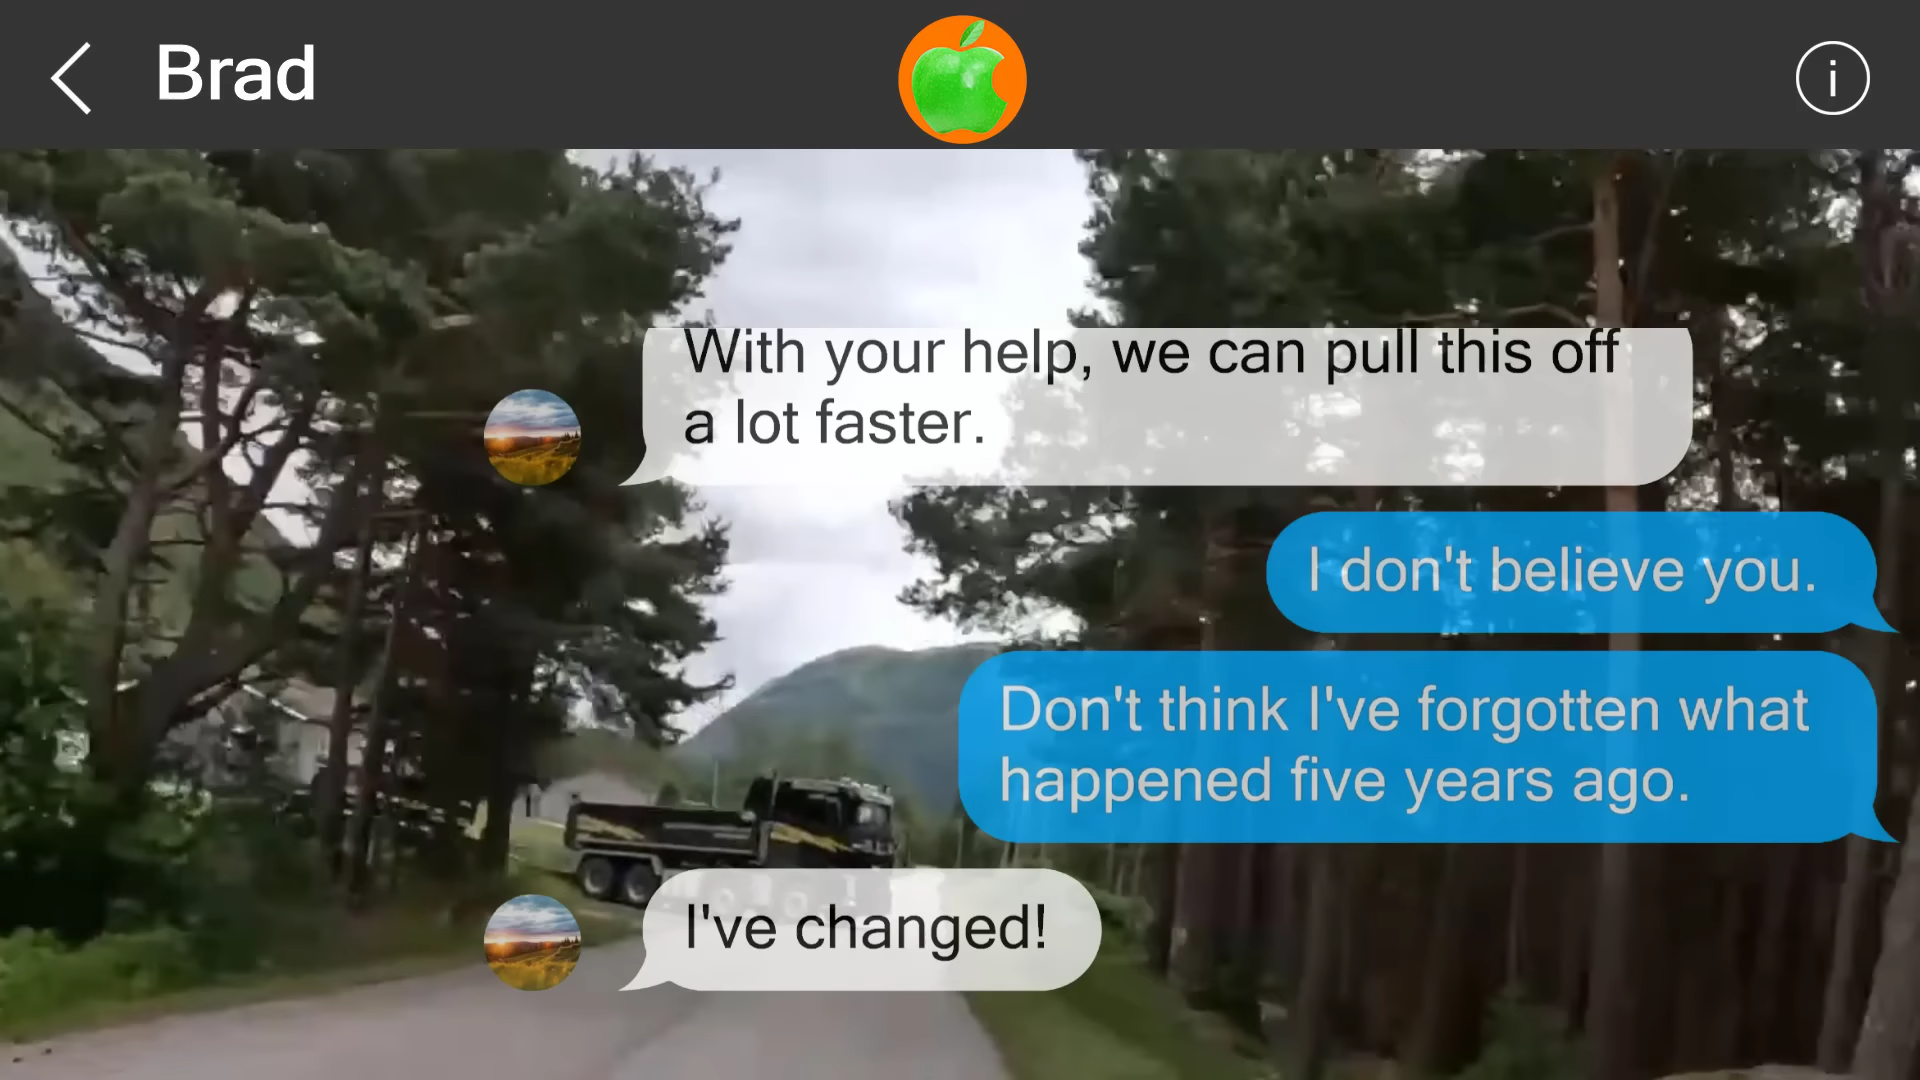 Brad
With your help, we can pull this off
a lot faster.
I don't believe you.
Don't think I've forgotten what
happened five years ago.
I've changed!